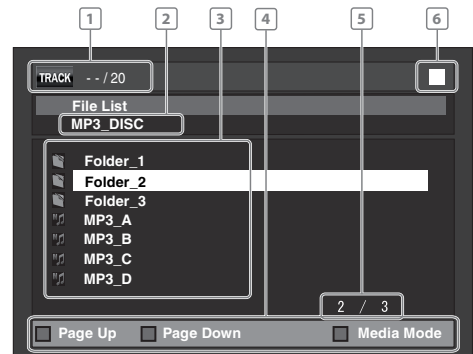 1 2 3 4 5 6
TRACK - - / 20
File List
MP3_DISC
Folder_1
Folder_2
Folder_3
MP3_A
MP3_B
MP3_C
MP3_D
2 / 3
Page Up Page Down Media Mode